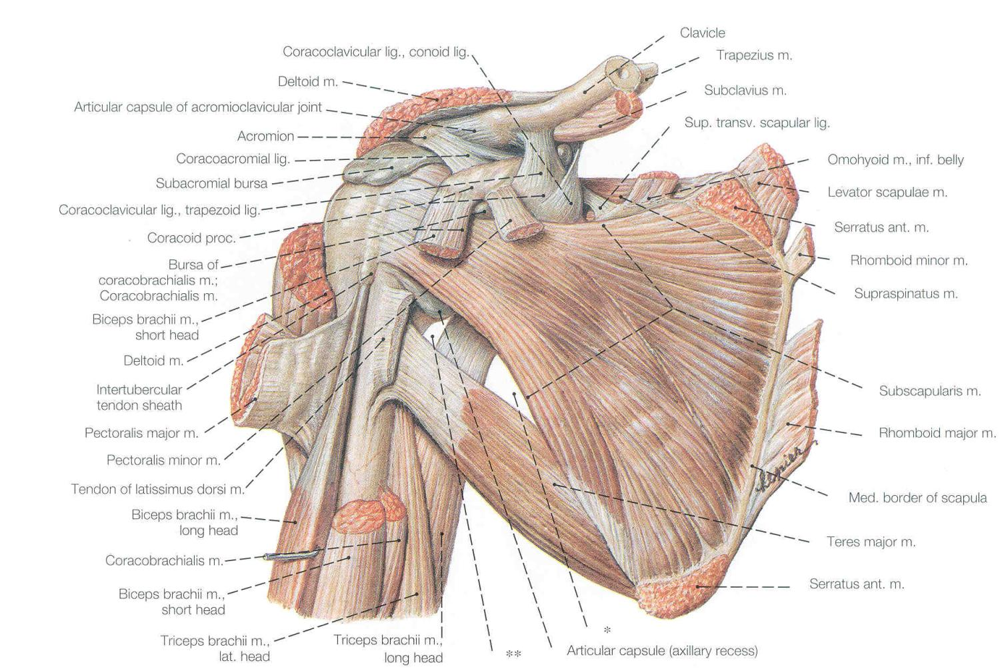 Clavicle
Coracoclavicular lig., conoid lig.
Trapezius m.
Deltoid m.
Subclavius m.
Articular capsule of acromioclavicular joint
Sup. transv. scapular lig.
Acromion
Coracoacromial lig.
Omohyoid m., inf. belly
Subacromial bursa
Levator scapulae m.
Coracoclavicular lig., trapezoid lig.
Serratus ant. m.
Coracoid proc.
Rhomboid minor m.
Bursa of
coracobrachialis m.;
Coracobrachialis m.
Supraspinatus m.
Biceps brachii m.,
short head
Deltoid m.
Intertubercular
tendon sheath
Subscapularis m.
Pectoralis major m.
Rhomboid major m.
Pectoralis minor m.
Tendon of latissimus dorsi m.
Med. border of scapula
Biceps brachii m.,
long head
Teres major m.
Coracobrachialis m.
Serratus ant. m.
Biceps brachii m.,
short head
*
Triceps brachii m.,
lat. head
Triceps brachii m.,
long head
**
Articular capsule (axillary recess)